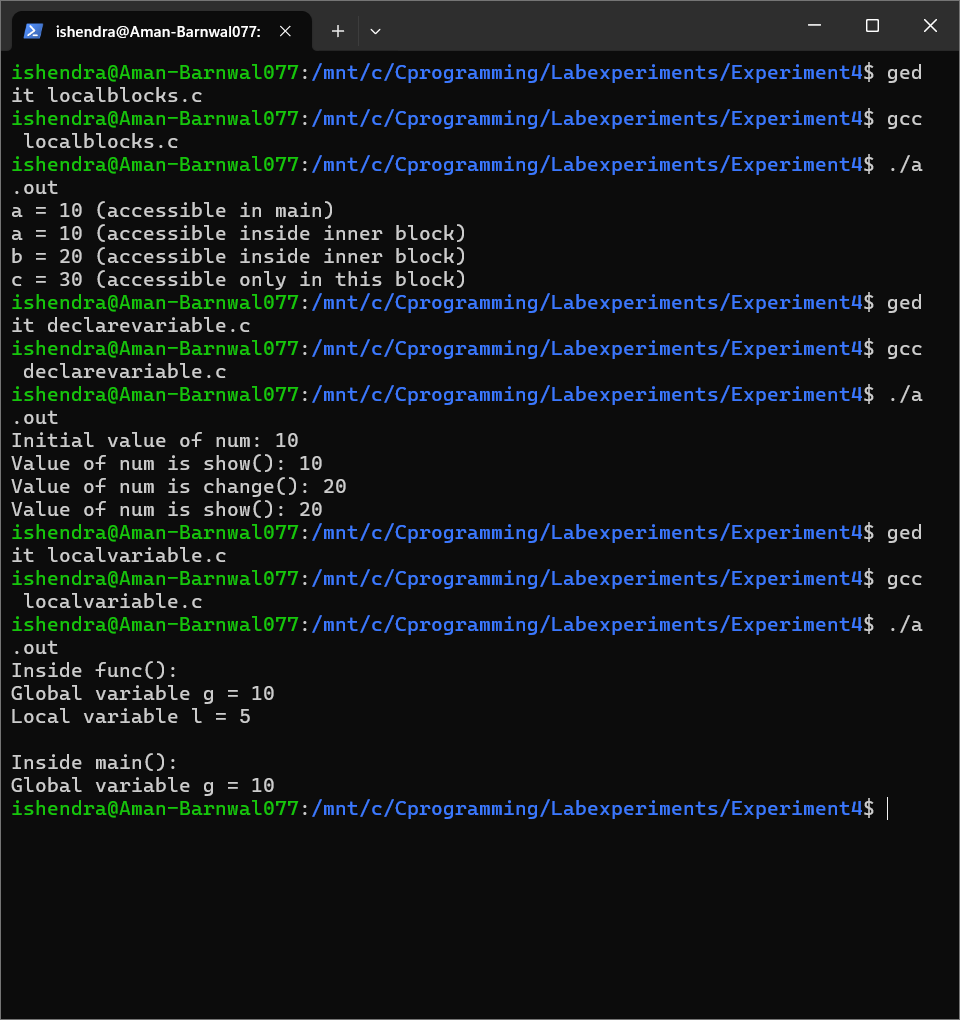 ishendra@Aman-Barnwal077:
ishendra@Aman-Barnwal077:/mnt/c/Cprogramming/Labexperiments/Experiment4$ ged
it localblocks.c
ishendra@Aman-Barnwal077:/mnt/c/Cprogramming/Labexperiments/Experiment4$ gcc
 localblocks.c
ishendra@Aman-Barnwal077:/mnt/c/Cprogramming/Labexperiments/Experiment4$ ./a
.out
a = 10 (accessible in main)
a = 10 (accessible inside inner block)
b = 20 (accessible inside inner block)
c = 30 (accessible only in this block)
ishendra@Aman-Barnwal077:/mnt/c/Cprogramming/Labexperiments/Experiment4$ ged
it declarevariable.c
ishendra@Aman-Barnwal077:/mnt/c/Cprogramming/Labexperiments/Experiment4$ gcc
 declarevariable.c
ishendra@Aman-Barnwal077:/mnt/c/Cprogramming/Labexperiments/Experiment4$ ./a
.out
Initial value of num: 10
Value of num is show(): 10
Value of num is change(): 20
Value of num is show(): 20
ishendra@Aman-Barnwal077:/mnt/c/Cprogramming/Labexperiments/Experiment4$ ged
it localvariable.c
ishendra@Aman-Barnwal077:/mnt/c/Cprogramming/Labexperiments/Experiment4$ gcc
 localvariable.c
ishendra@Aman-Barnwal077:/mnt/c/Cprogramming/Labexperiments/Experiment4$ ./a
.out
Inside func():
Global variable g = 10
Local variable l = 5

Inside main():
Global variable g = 10
ishendra@Aman-Barnwal077:/mnt/c/Cprogramming/Labexperiments/Experiment4$